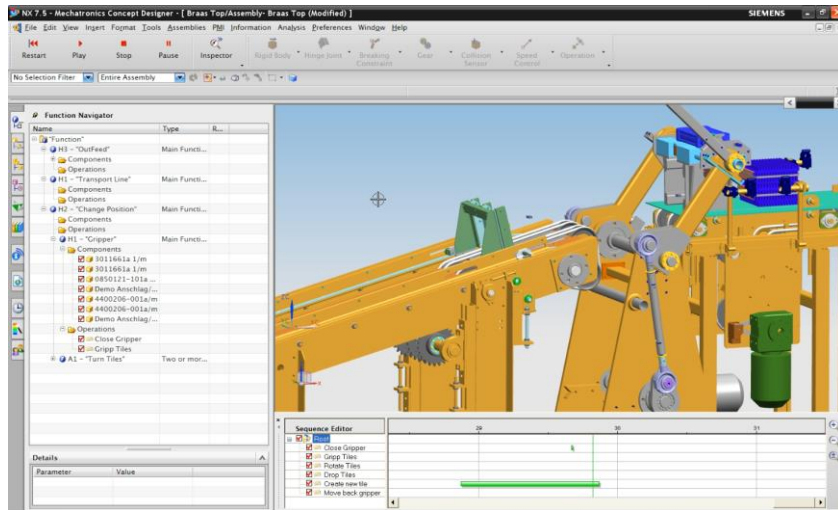 NX 7.5 - Mechatronics Concept Designer - [ Braas Top/Assembly- Braas Top (Modified) ]
SIEMENS
File Edit View Insert Format Tools Assemblies PMI Information Analysis Preferences Window Help
Restart Play Stop Pause Inspector Rigid Body Hinge Joint Breaking Constraint Gear Collision Sensor Speed Control Operation
No Selection Filter Entire Assembly
Function Navigator
Name Type R...
"Function"
H3 - "OutFeed" Main Functi...
Components
Operations
H1 - "Transport Line" Main Functi...
Components
Operations
H2 - "Change Position" Main Functi...
Components
Operations
H1 - "Gripper" Main Functi...
Components
3011661a 1/m
3011661a 1/m
0850121-101a ...
Demo Anschlag/...
4400206-001a/m
4400206-001a/m
Demo Anschlag/...
Operations
Close Gripper
Gripp Tiles
A1 - "Turn Tiles" Two or mor...
Details
Parameter Value
Sequence Editor 29 30 31
Root
Close Gripper
Gripp Tiles
Rotate Tiles
Drop Tiles
Create new tile
Move back gripper